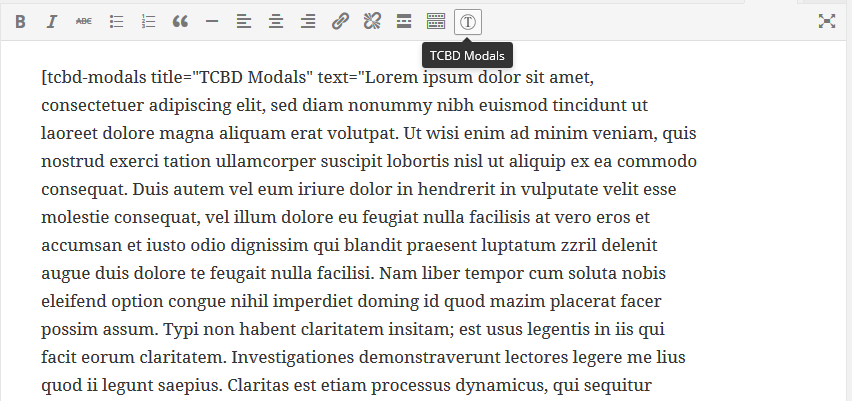 B I ABC T
TCBD Modals
[tcbd-modals title="TCBD Modals" text="Lorem ipsum dolor sit amet,
consectetuer adipiscing elit, sed diam nonummy nibh euismod tincidunt ut
laoreet dolore magna aliquam erat volutpat. Ut wisi enim ad minim veniam, quis
nostrud exerci tation ullamcorper suscipit lobortis nisl ut aliquip ex ea commodo
consequat. Duis autem vel eum iriure dolor in hendrerit in vulputate velit esse
molestie consequat, vel illum dolore eu feugiat nulla facilisis at vero eros et
accumsan et iusto odio dignissim qui blandit praesent luptatum zzril delenit
augue duis dolore te feugait nulla facilisi. Nam liber tempor cum soluta nobis
eleifend option congue nihil imperdiet doming id quod mazim placerat facer
possim assum. Typi non habent claritatem insitam; est usus legentis in iis qui
facit eorum claritatem. Investigationes demonstraverunt lectores legere me lius
quod ii legunt saepius. Claritas est etiam processus dynamicus, qui sequitur